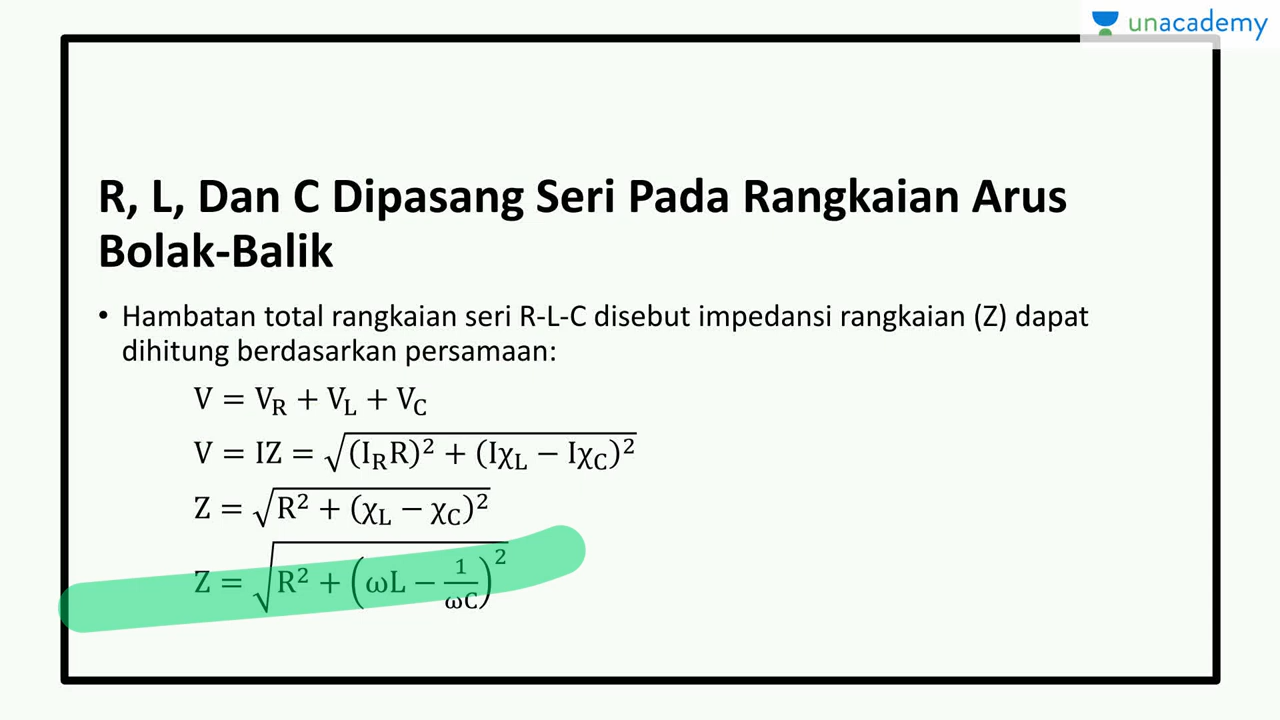 unacademy
R, L, Dan C Dipasang Seri Pada Rangkaian Arus
Bolak-Balik
• Hambatan total rangkaian seri R-L-C disebut impedansi rangkaian (Z) dapat
dihitung berdasarkan persamaan:
V = V_R + V_L + V_C
V = IZ = √((I_R R)² + (Iχ_L − Iχ_C)²)
Z = √(R² + (χ_L − χ_C)²)
Z = √(R² + (ωL − 1/ωC)²)